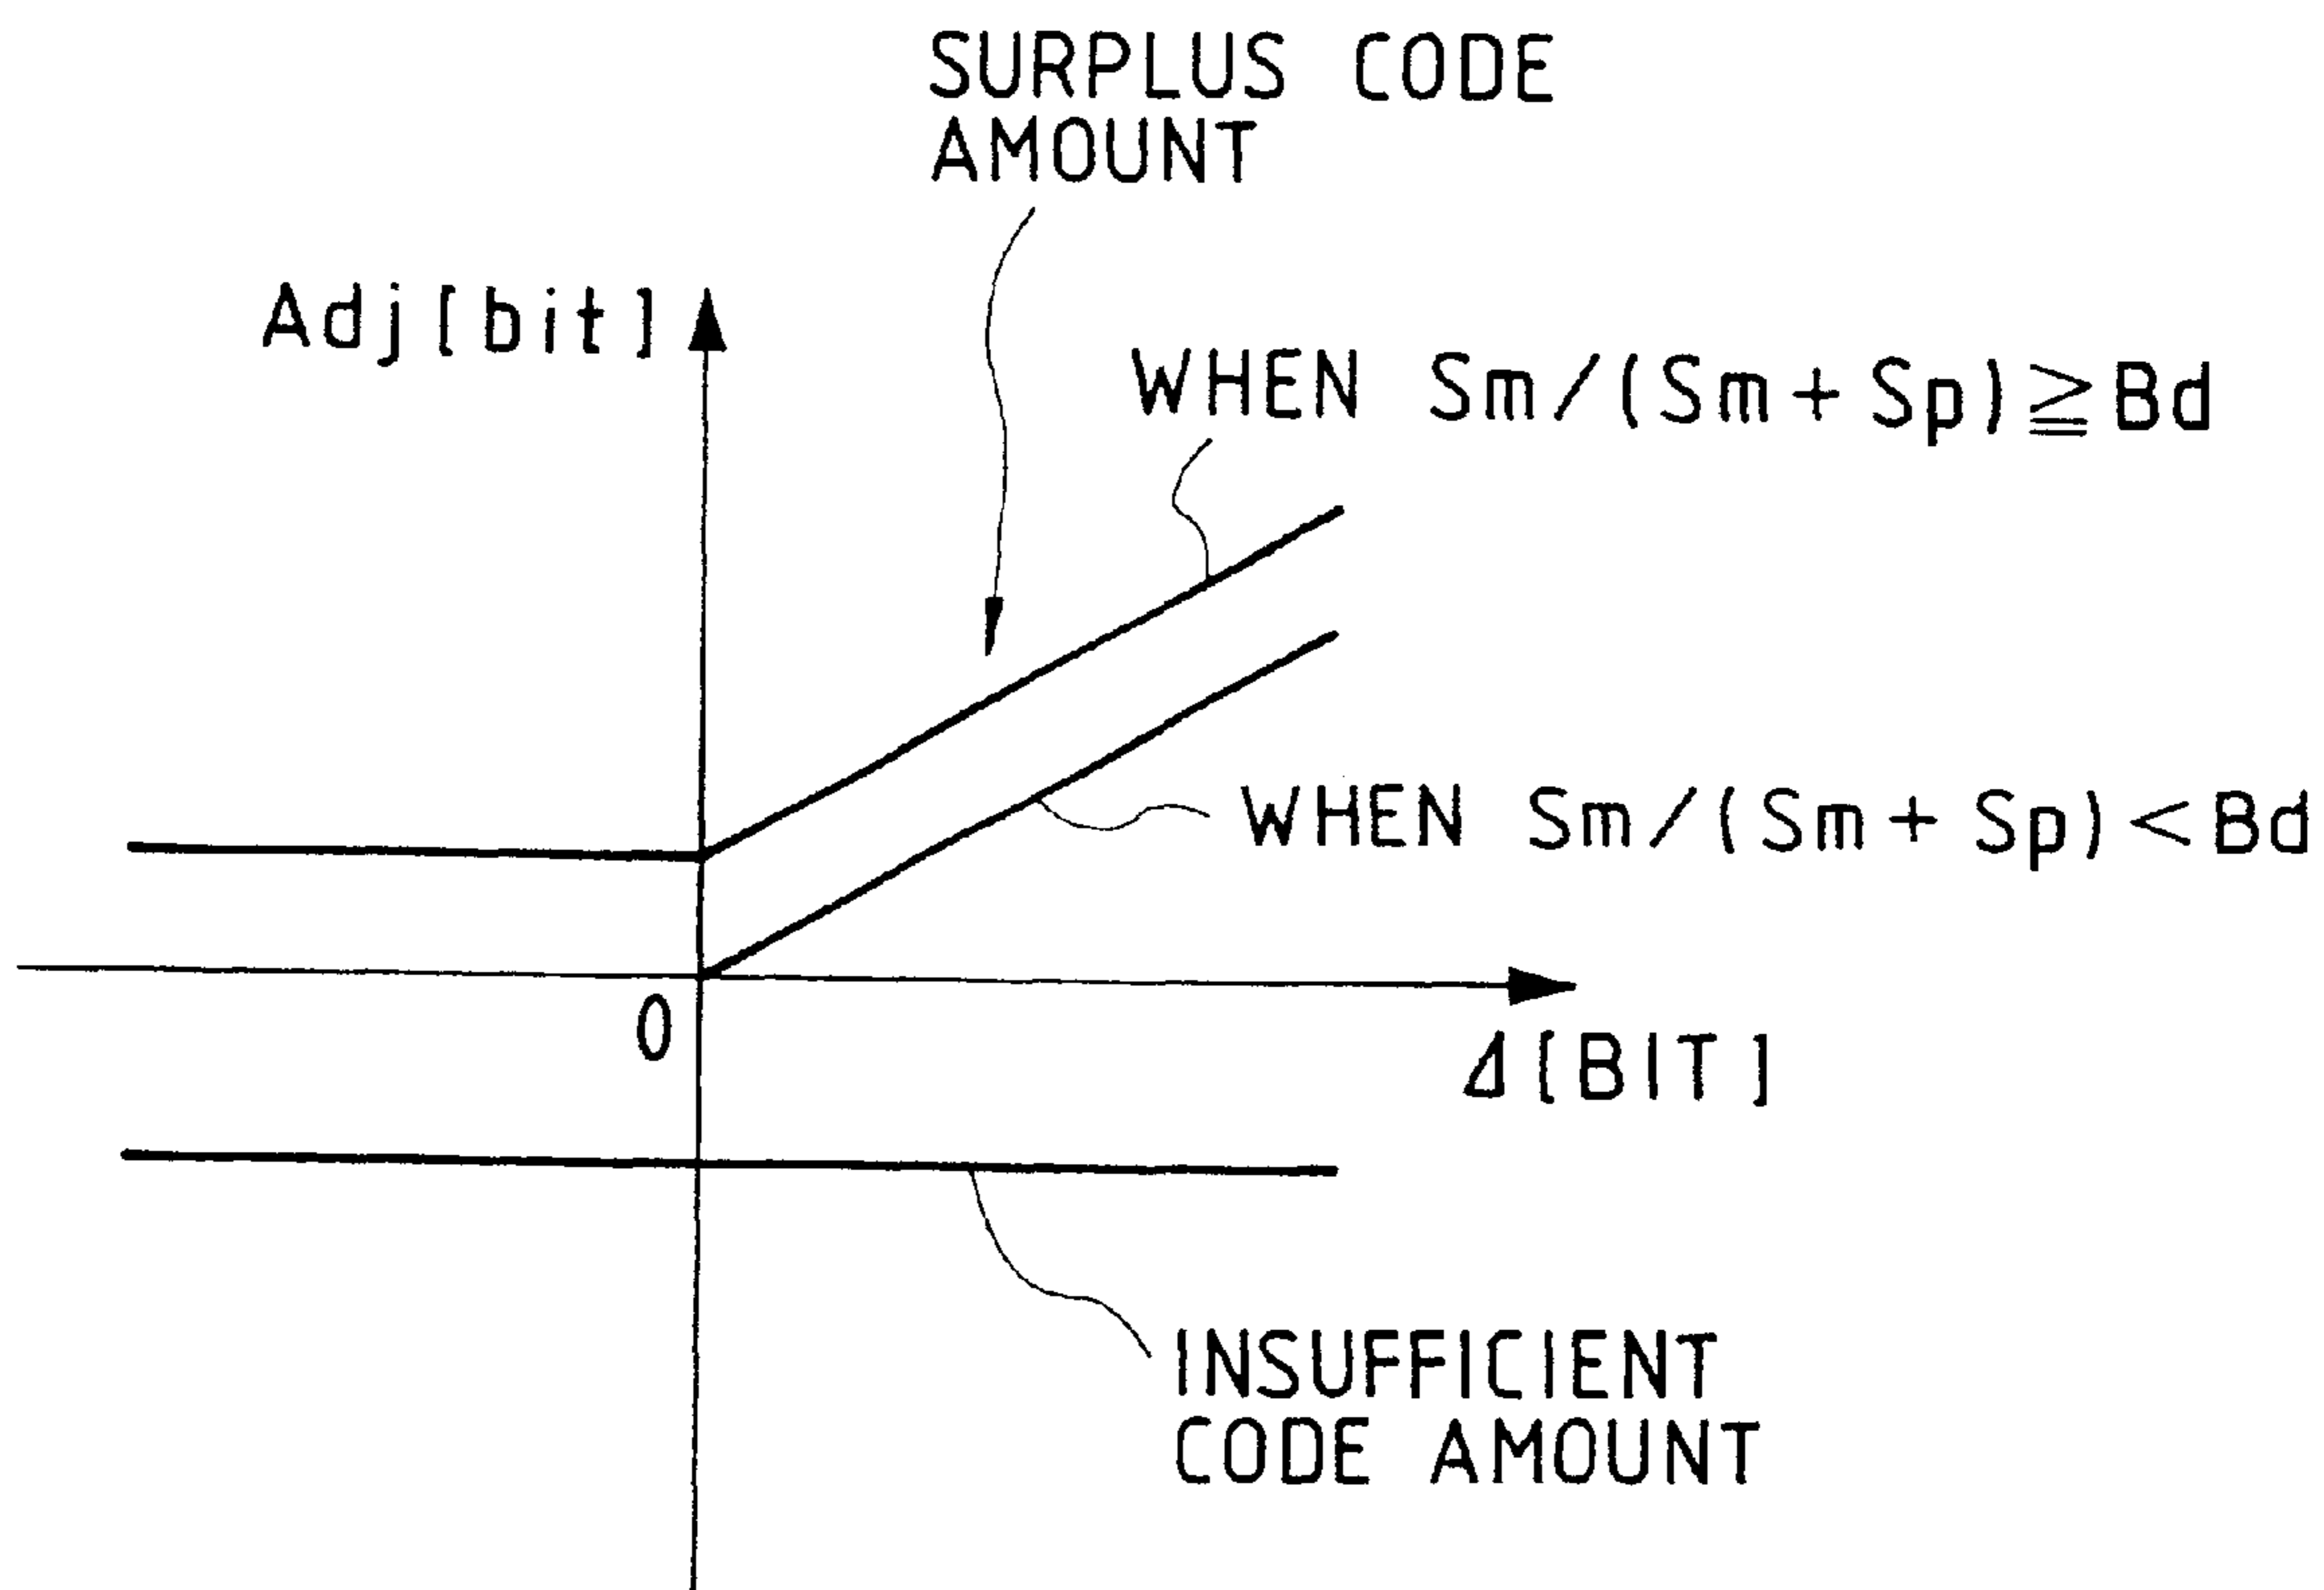 SURPLUS CODE
AMOUNT
Adj[bit]
WHEN Sm/(Sm+Sp)≧Bd
WHEN Sm/(Sm+Sp)<Bd
0
Δ[BIT]
INSUFFICIENT
CODE AMOUNT